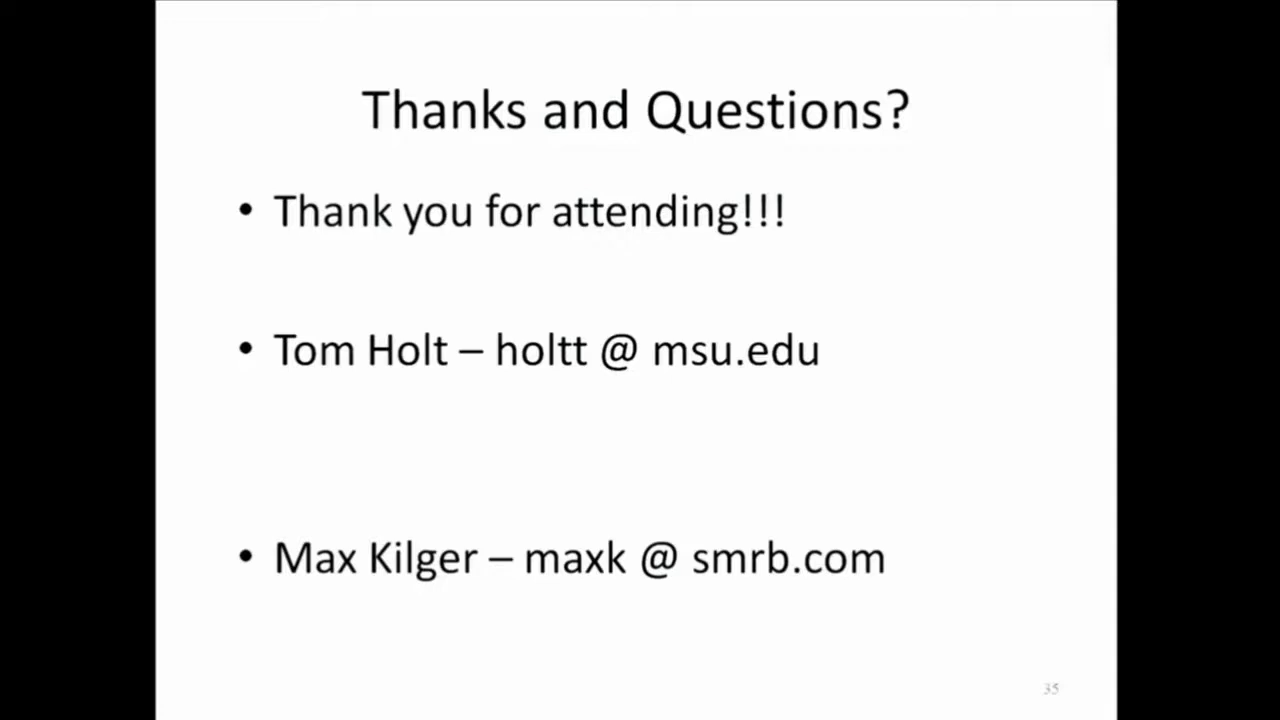 Thanks and Questions?
• Thank you for attending!!!
• Tom Holt – holtt @ msu.edu
• Max Kilger – maxk @ smrb.com
35